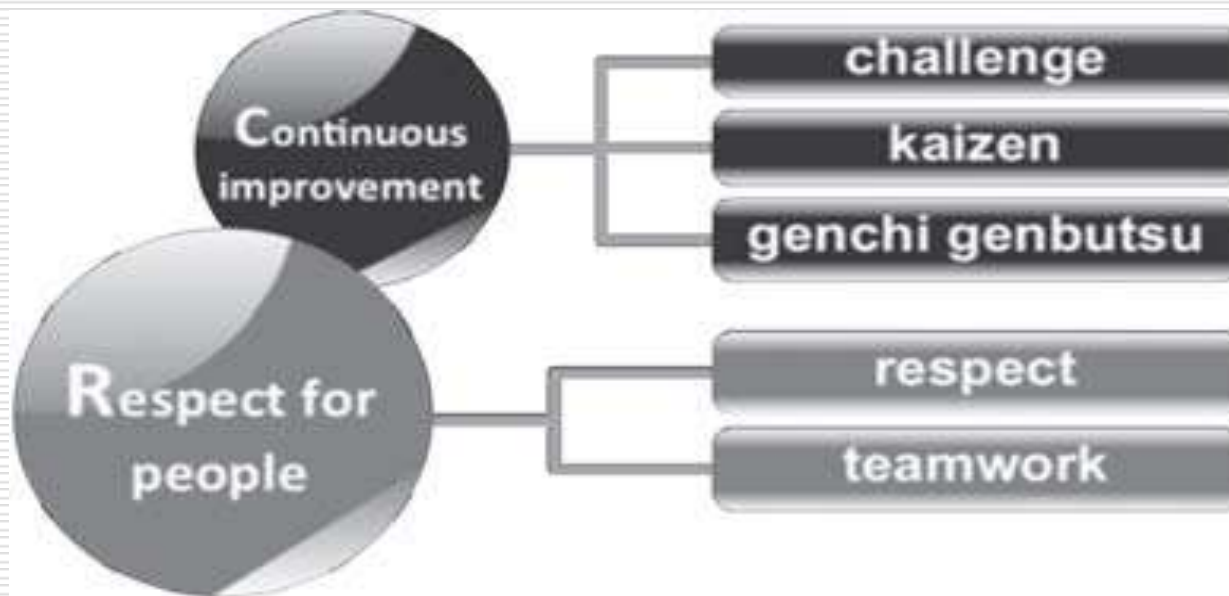 Continuous
improvement
challenge
kaizen
genchi genbutsu
Respect for
people
respect
teamwork